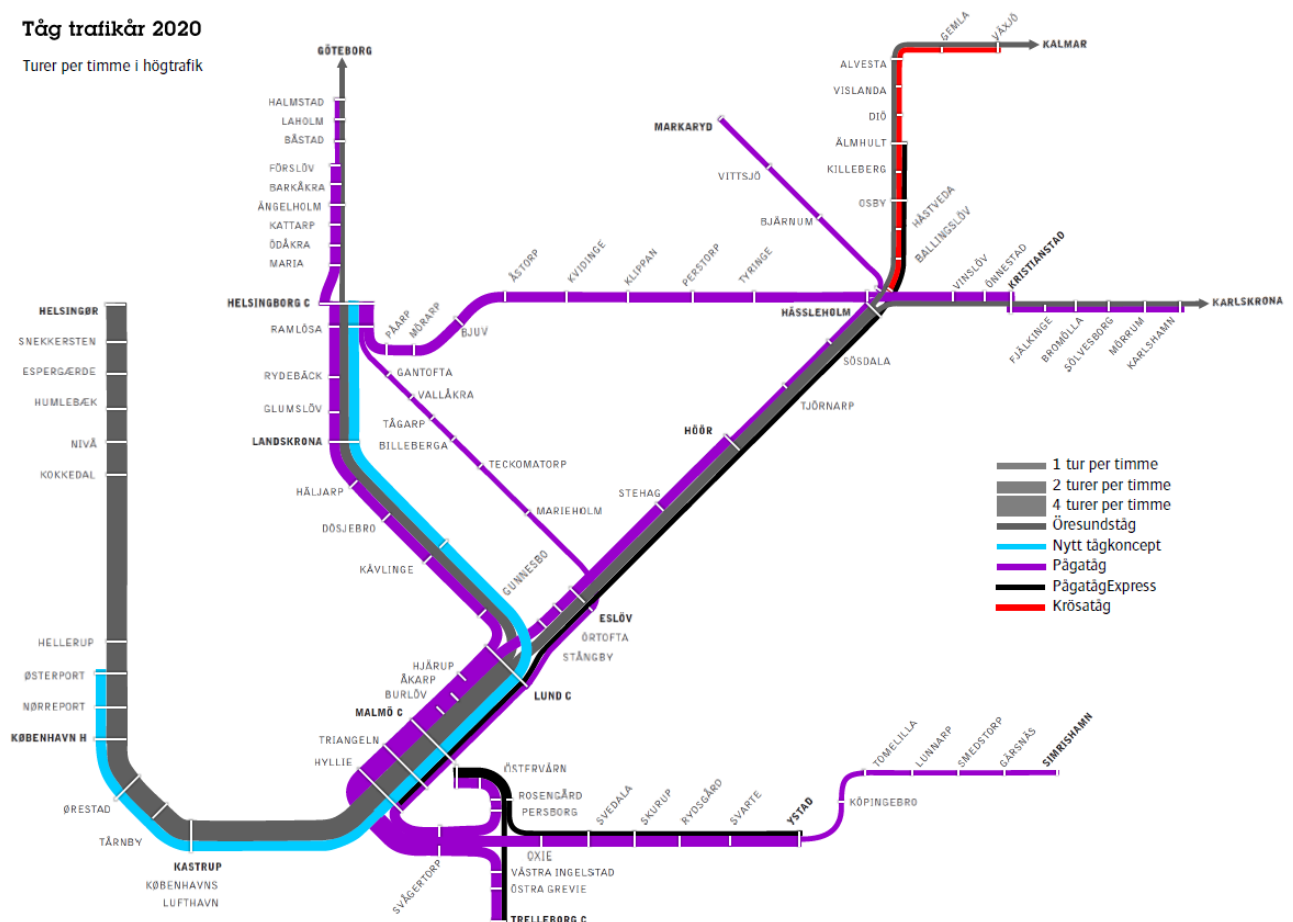 Tåg trafikår 2020
Turer per timme i högtrafik
GÖTEBORG
HALMSTAD
LAHOLM
BÅSTAD
FÖRSLÖV
BARKÅKRA
ÄNGELHOLM
KATTARP
ÖDÅKRA
MARIA
HELSINGBORG C
RAMLÖSA
RYDEBÄCK
GLUMSLÖV
LANDSKRONA
HÄLJARP
DÖSJEBRO
KÄVLINGE
GUNNESBO
HELSINGØR
SNEKKERSTEN
ESPERGÆRDE
HUMLEBÆK
NIVÅ
KOKKEDAL
HELLERUP
ØSTERPORT
NØRREPORT
KØBENHAVN H
ØRESTAD
TÅRNBY
KASTRUP
KØBENHAVNS
LUFTHAVN
PÅARP
MÖRARP
BJUV
ÅSTORP
KVIDINGE
KLIPPAN
PERSTORP
TYRINGE
GANTOFTA
VALLÅKRA
TÅGARP
BILLEBERGA
TECKOMATORP
MARIEHOLM
MARKARYD
VITTSJÖ
BJÄRNUM
GEMLA
VÄXJÖ
KALMAR
ALVESTA
VISLANDA
DIÖ
ÄLMHULT
KILLEBERG
OSBY
HÄSTVEDA
BALLINGSLÖV
HÄSSLEHOLM
VINSLÖV
ÖNNESTAD
KRISTIANSTAD
KARLSKRONA
FJÄLKINGE
BROMÖLLA
SÖLVESBORG
MÖRRUM
KARLSHAMN
SÖSDALA
TJÖRNARP
HÖÖR
STEHAG
ESLÖV
ÖRTOFTA
STÅNGBY
LUND C
HJÄRUP
ÅKARP
BURLÖV
MALMÖ C
TRIANGELN
HYLLIE
ÖSTERVÄRN
ROSENGÅRD
PERSBORG
SVÅGERTORP
OXIE
SVEDALA
SKURUP
RYDSGÅRD
SVARTE
YSTAD
KÖPINGEBRO
TOMELILLA
LUNNARP
SMEDSTORP
GÄRSNÄS
SIMRISHAMN
VÄSTRA INGELSTAD
ÖSTRA GREVIE
TRELLEBORG C
1 tur per timme
2 turer per timme
4 turer per timme
Öresundståg
Nytt tågkoncept
Pågatåg
PågatågExpress
Krösatåg